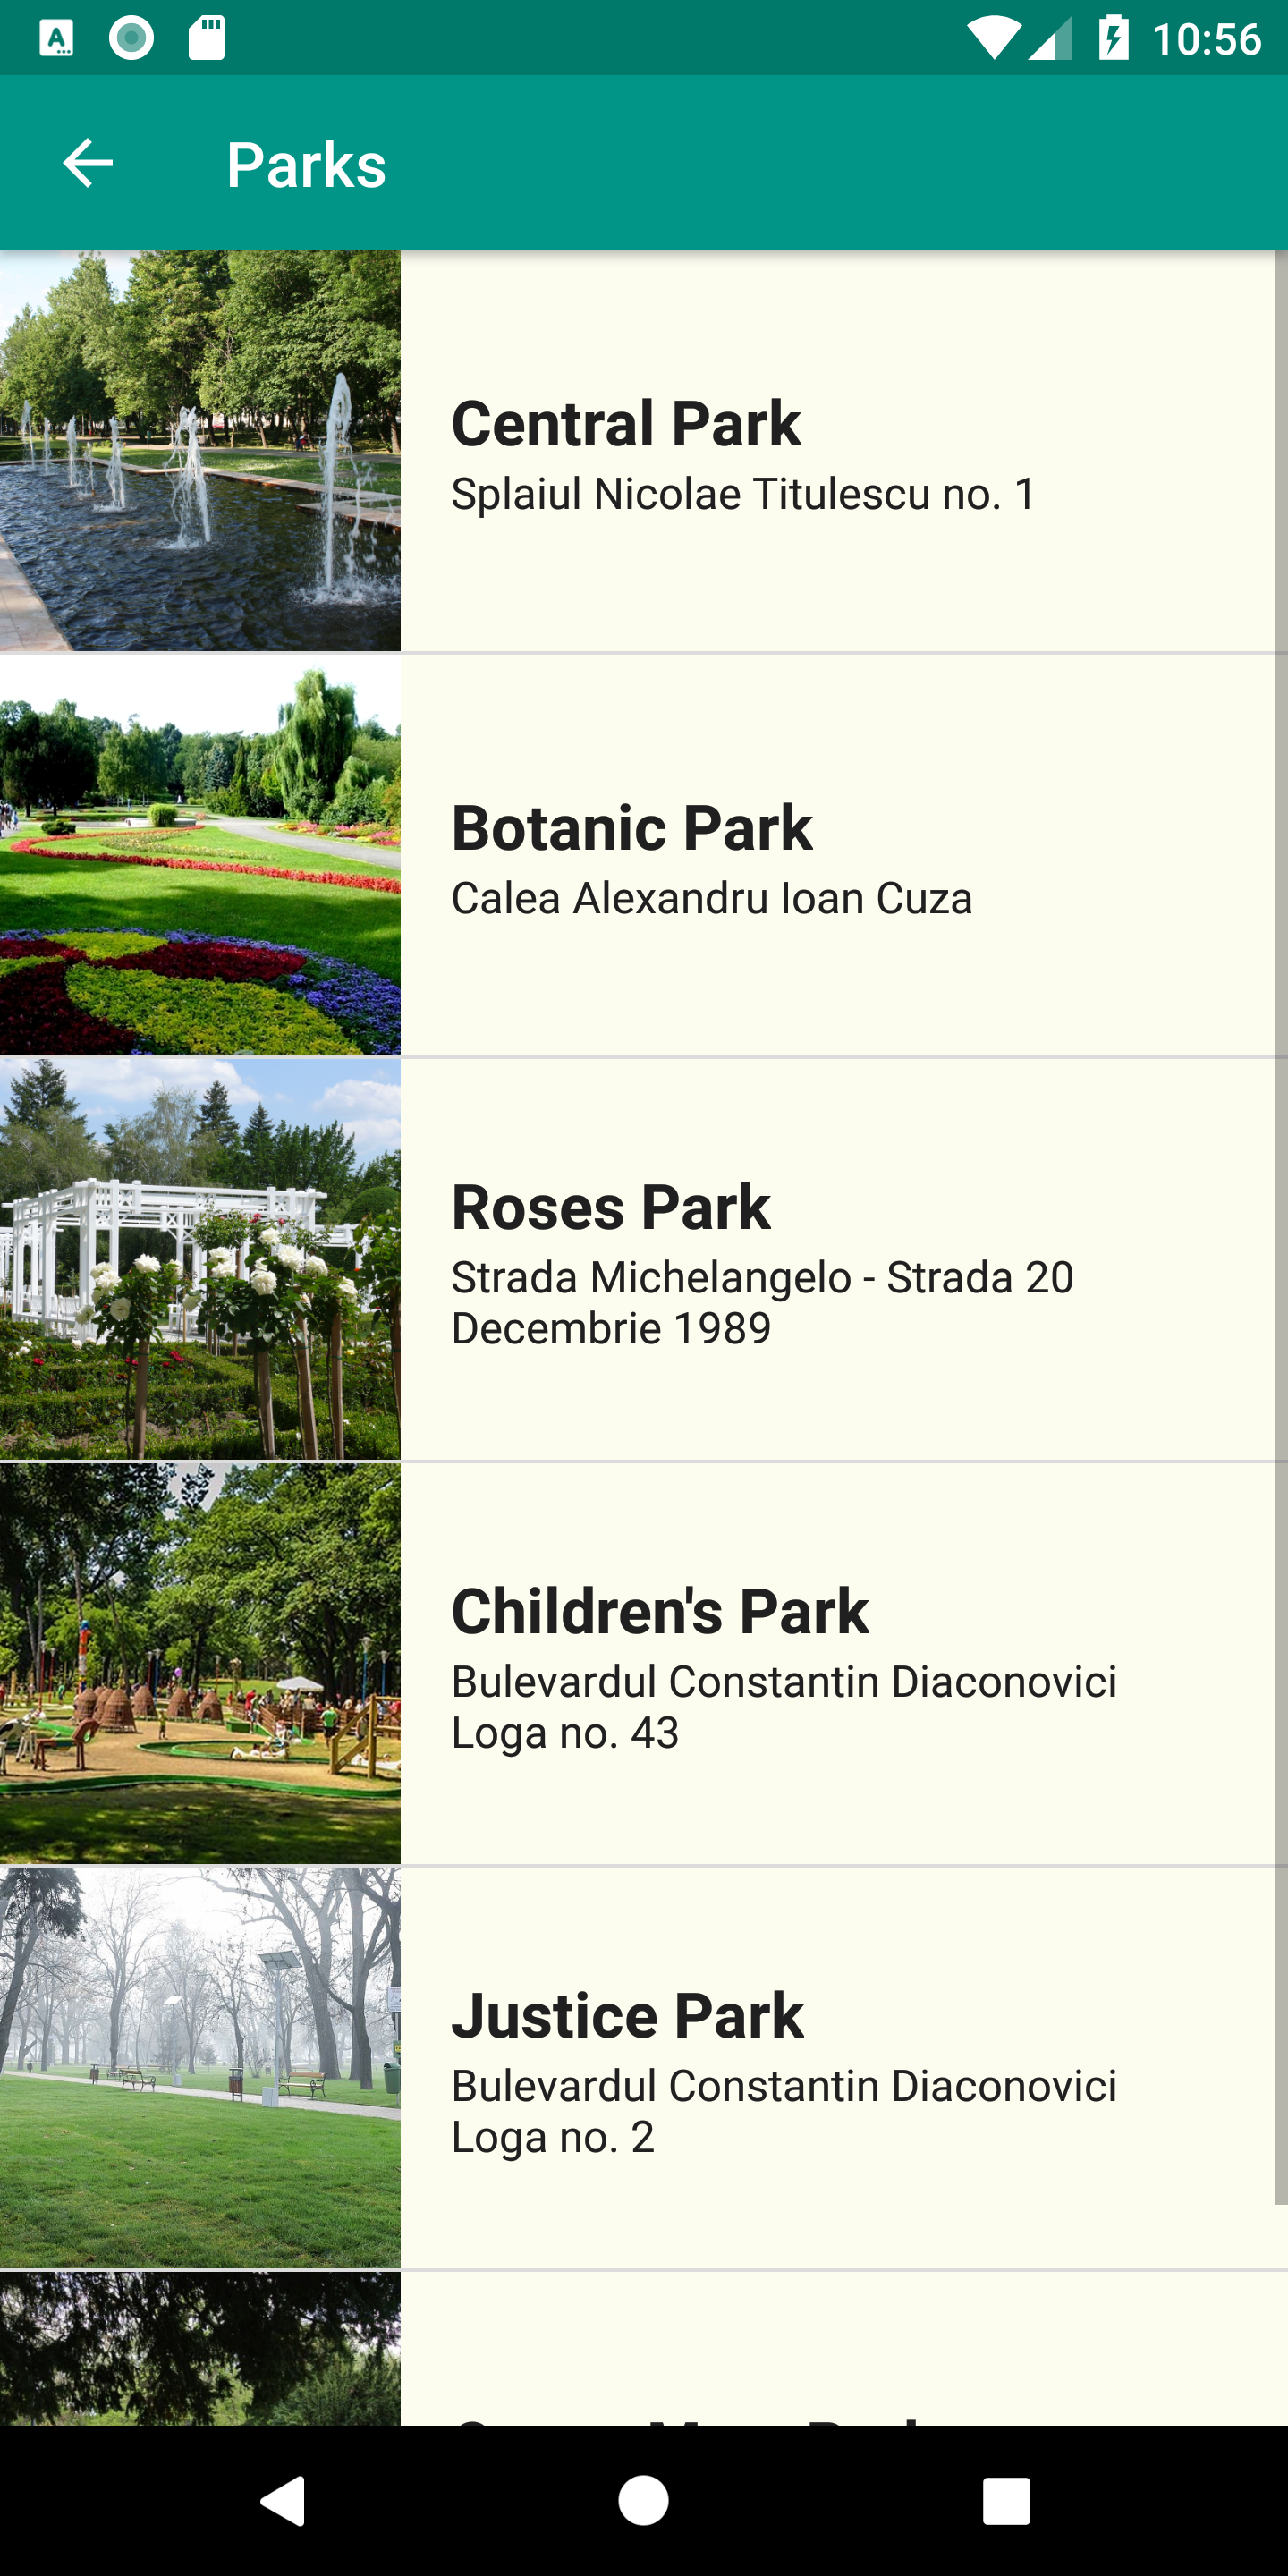 10:56
Parks
Central Park
Splaiul Nicolae Titulescu no. 1
Botanic Park
Calea Alexandru Ioan Cuza
Roses Park
Strada Michelangelo - Strada 20
Decembrie 1989
Children's Park
Bulevardul Constantin Diaconovici
Loga no. 43
Justice Park
Bulevardul Constantin Diaconovici
Loga no. 2